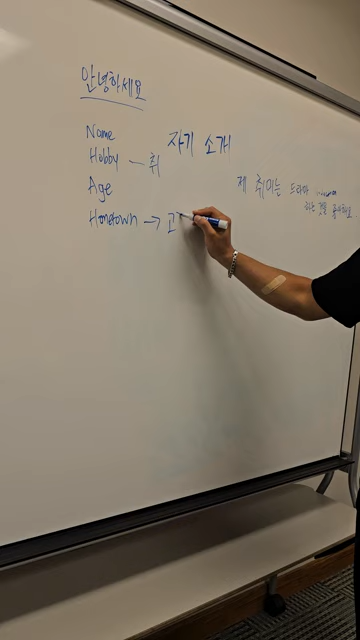 안녕하세요
자기 소개
Name
Hobby - 취
Age
Hometown → 고
제 취미는 드라마
하는 것을 좋아해요